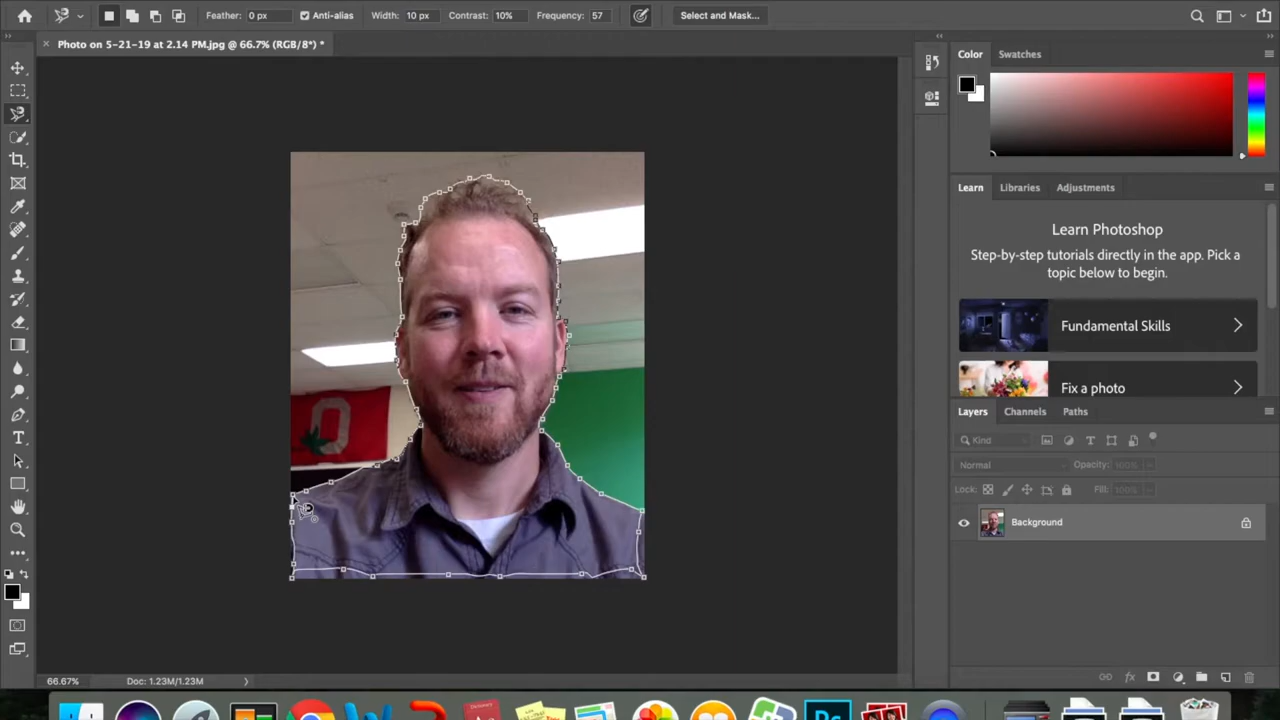 Feather: 0 px Anti-alias Width: 10 px Contrast: 10% Frequency: 57 Select and Mask...
× Photo on 5-21-19 at 2.14 PM.jpg @ 66.7% (RGB/8*) *
Color Swatches
Learn Libraries Adjustments
Learn Photoshop
Step-by-step tutorials directly in the app. Pick a
topic below to begin.
Fundamental Skills
Fix a photo
Layers Channels Paths
Kind
Normal Opacity: 100%
Lock: Fill: 100%
Background
O
66.67% Doc: 1.23M/1.23M
Ps